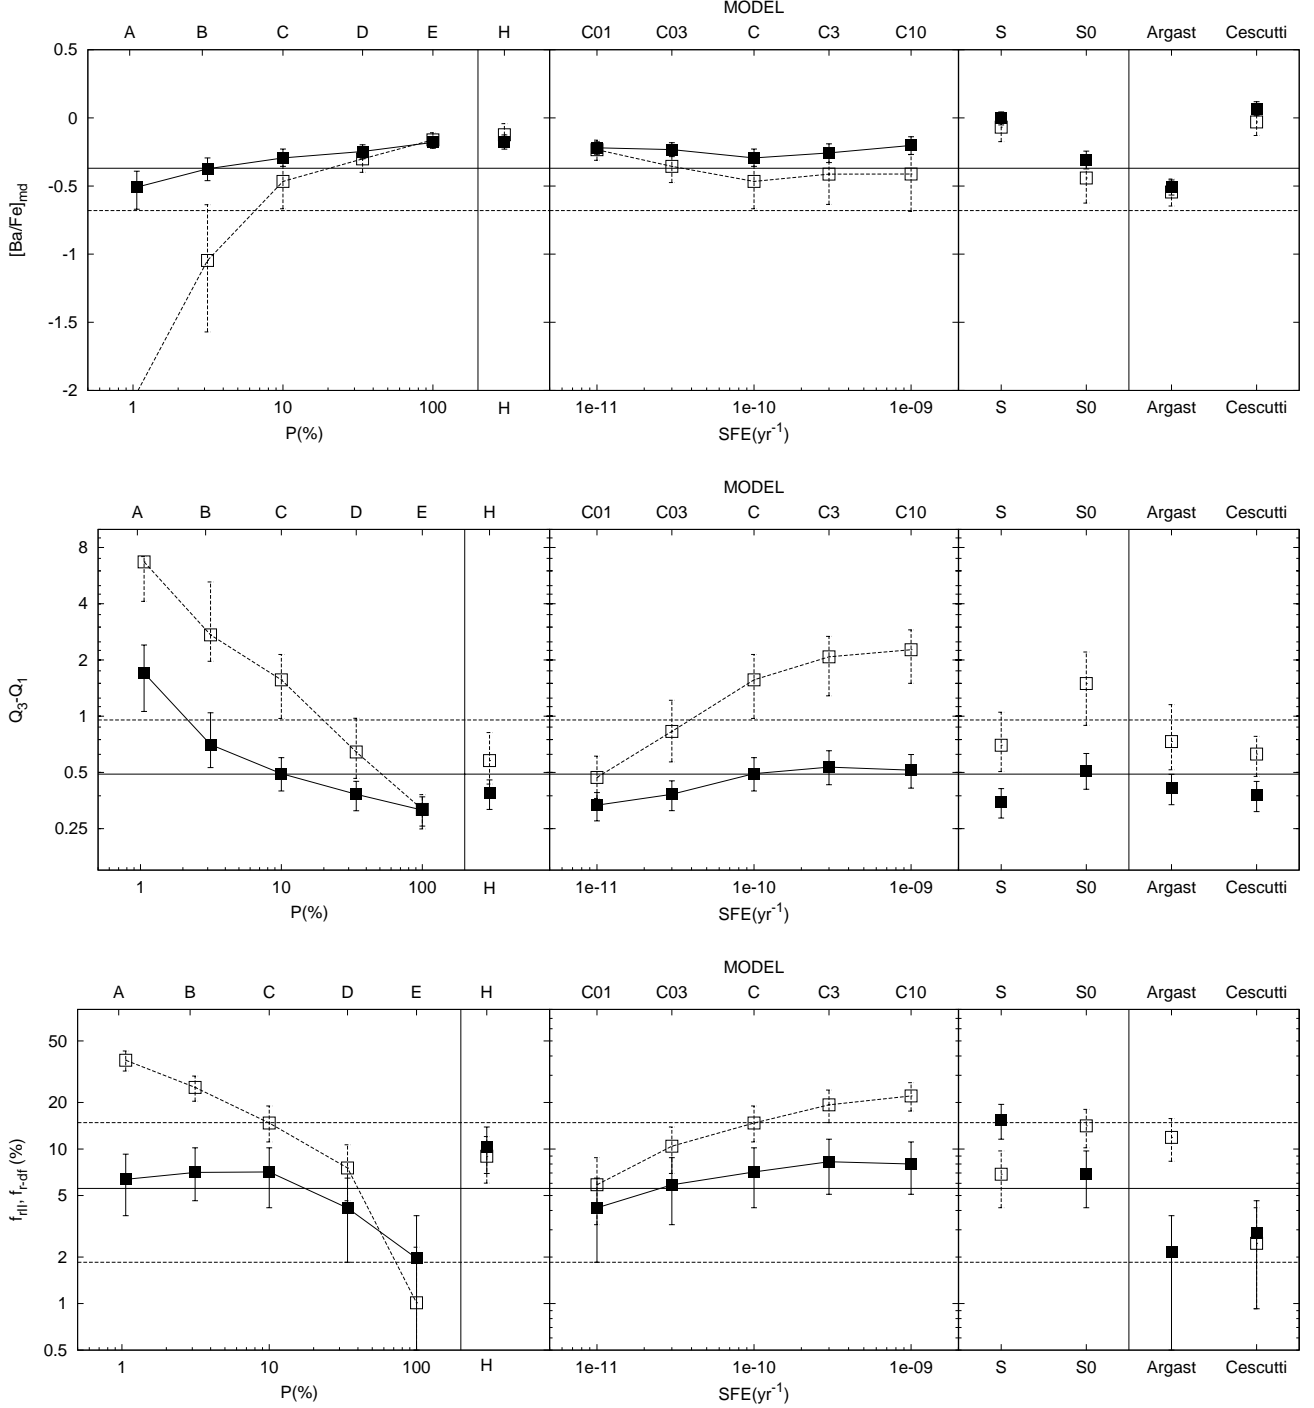 MODEL
A B C D E H C01 C03 C C3 C10 S S0 Argast Cescutti
0.5
0
-0.5
-1
-1.5
-2
[Ba/Fe]md
1 10 100 H 1e-11 1e-10 1e-09 S S0 Argast Cescutti
P(%) SFE(yr-1)
MODEL
A B C D E H C01 C03 C C3 C10 S S0 Argast Cescutti
8
4
2
1
0.5
0.25
Q3-Q1
1 10 100 H 1e-11 1e-10 1e-09 S S0 Argast Cescutti
P(%) SFE(yr-1)
MODEL
A B C D E H C01 C03 C C3 C10 S S0 Argast Cescutti
50
20
10
5
2
1
0.5
frII, fr-df (%)
1 10 100 H 1e-11 1e-10 1e-09 S S0 Argast Cescutti
P(%) SFE(yr-1)